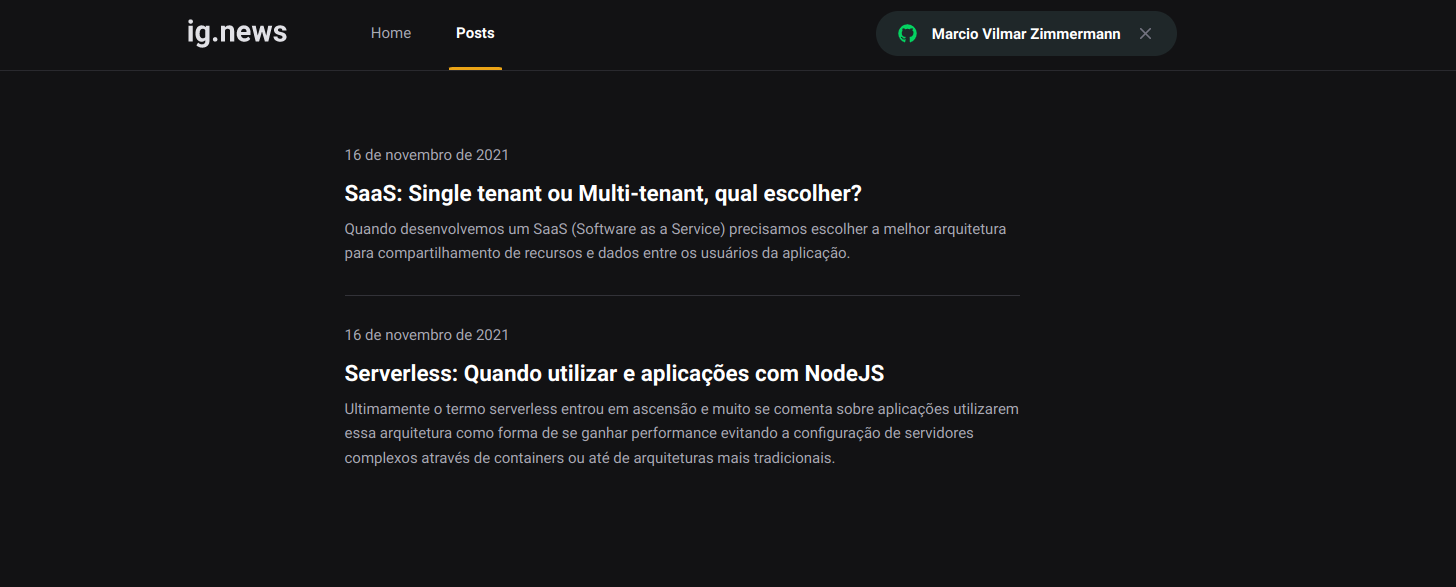 ig.news
Home
Posts
Marcio Vilmar Zimmermann
16 de novembro de 2021
SaaS: Single tenant ou Multi-tenant, qual escolher?
Quando desenvolvemos um SaaS (Software as a Service) precisamos escolher a melhor arquitetura
para compartilhamento de recursos e dados entre os usuários da aplicação.
16 de novembro de 2021
Serverless: Quando utilizar e aplicações com NodeJS
Ultimamente o termo serverless entrou em ascensão e muito se comenta sobre aplicações utilizarem
essa arquitetura como forma de se ganhar performance evitando a configuração de servidores
complexos através de containers ou até de arquiteturas mais tradicionais.